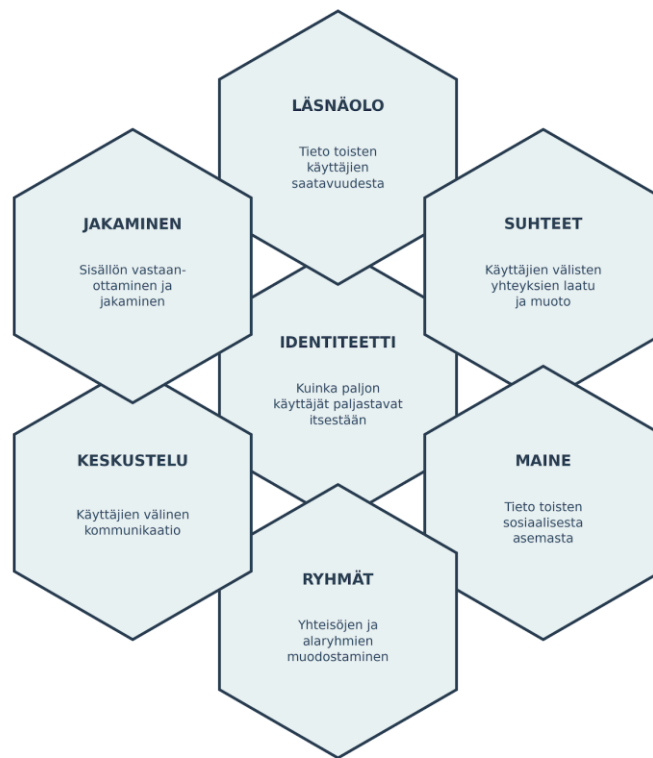 LÄSNÄOLO
Tieto toisten
käyttäjien
saatavuudesta
JAKAMINEN
Sisällön vastaan-
ottaminen ja
jakaminen
SUHTEET
Käyttäjien välisten
yhteyksien laatu
ja muoto
IDENTITEETTI
Kuinka paljon
käyttäjät paljastavat
itsestään
KESKUSTELU
Käyttäjien välinen
kommunikaatio
MAINE
Tieto toisten
sosiaalisesta
asemasta
RYHMÄT
Yhteisöjen ja
alaryhmien
muodostaminen